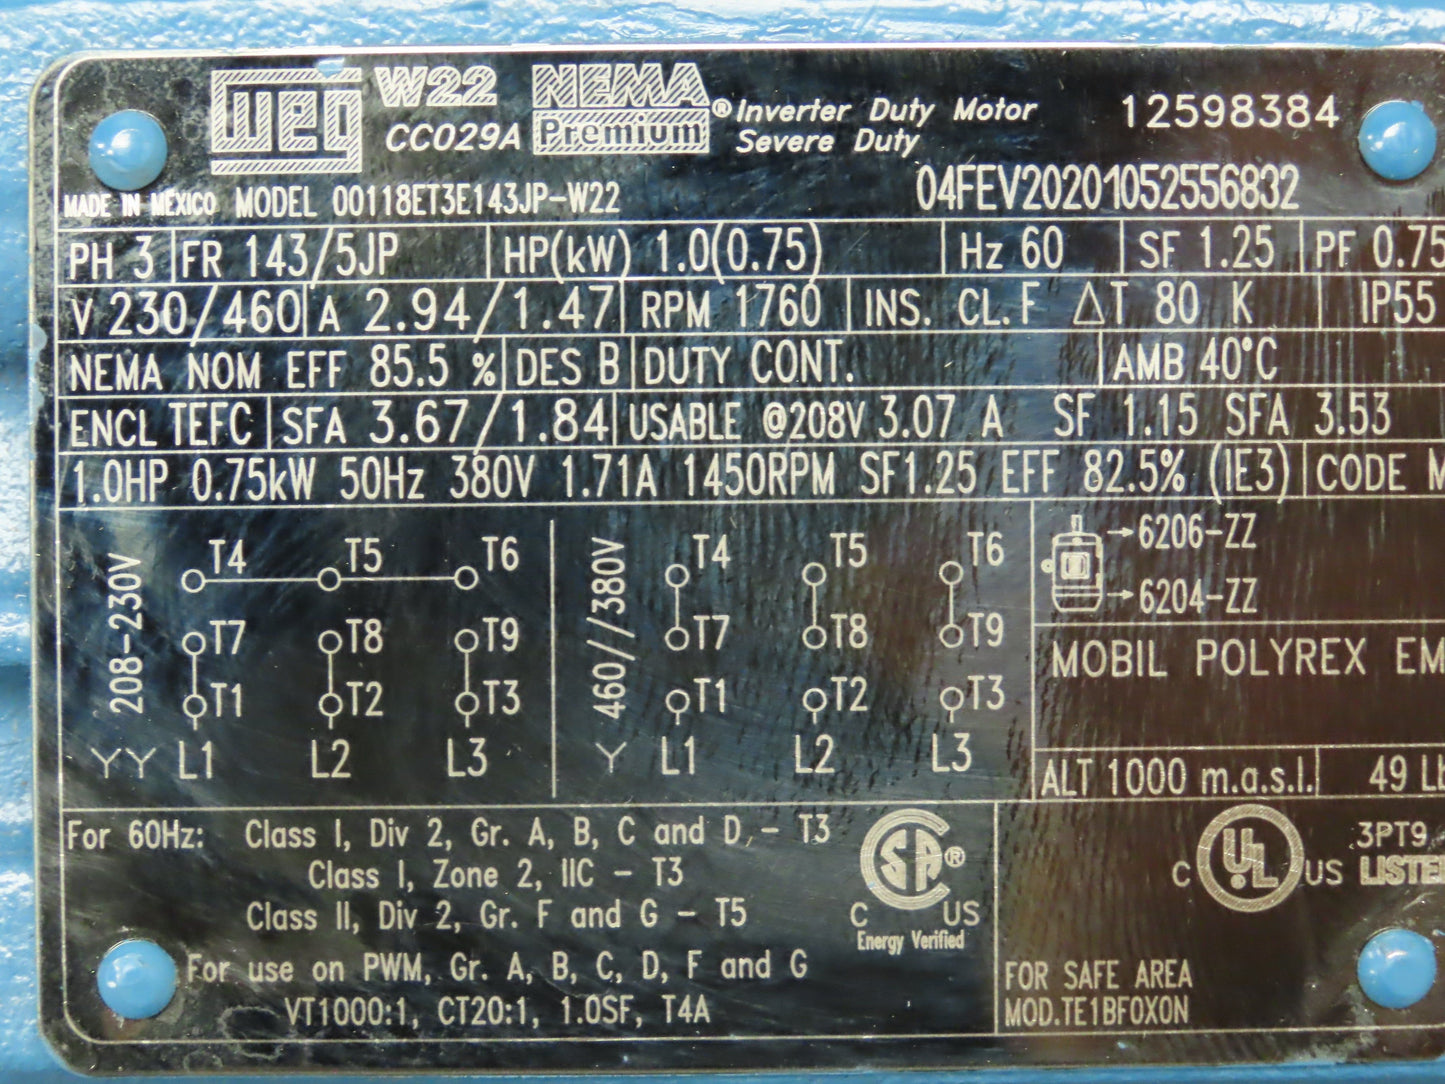 WEG W22 NEMA
CC029A Premium® Inverter Duty Motor 12598384
Severe Duty
MADE IN MÉXICO MODEL 00118ET3E143JP-W22 04FEV20201052556832
PH 3 FR 143/5JP HP(kW) 1.0(0.75) Hz 60 SF 1.25 PF 0.75
V 230/460 A 2.94/1.47 RPM 1760 INS. CL. F ΔT 80 K IP55
NEMA NOM EFF 85.5 % DES B DUTY CONT. AMB 40°C
ENCL TEFC SFA 3.67/1.84 USABLE @208V 3.07 A SF 1.15 SFA 3.53
1.0HP 0.75kW 50Hz 380V 1.71A 1450RPM SF1.25 EFF 82.5% (IE3) CODE M
208-230V T4 T5 T6
T7 T8 T9
T1 T2 T3
YY L1 L2 L3
460//380V T4 T5 T6
T7 T8 T9
T1 T2 T3
Y L1 L2 L3
→6206-ZZ
→6204-ZZ
MOBIL POLYREX EM
ALT 1000 m.a.s.l. 49 Lb
For 60Hz: Class I, Div 2, Gr. A, B, C and D, - T3
Class I, Zone 2, IIC - T3
Class II, Div 2, Gr. F and G - T5
For use on PWM, Gr. A, B, C, D, F and G
VT1000:1, CT20:1, 1.0SF, T4A
SA®
C US
Energy Verified
C UL US 3PT9
LISTED
FOR SAFE AREA
MOD.TE1BF0X0N